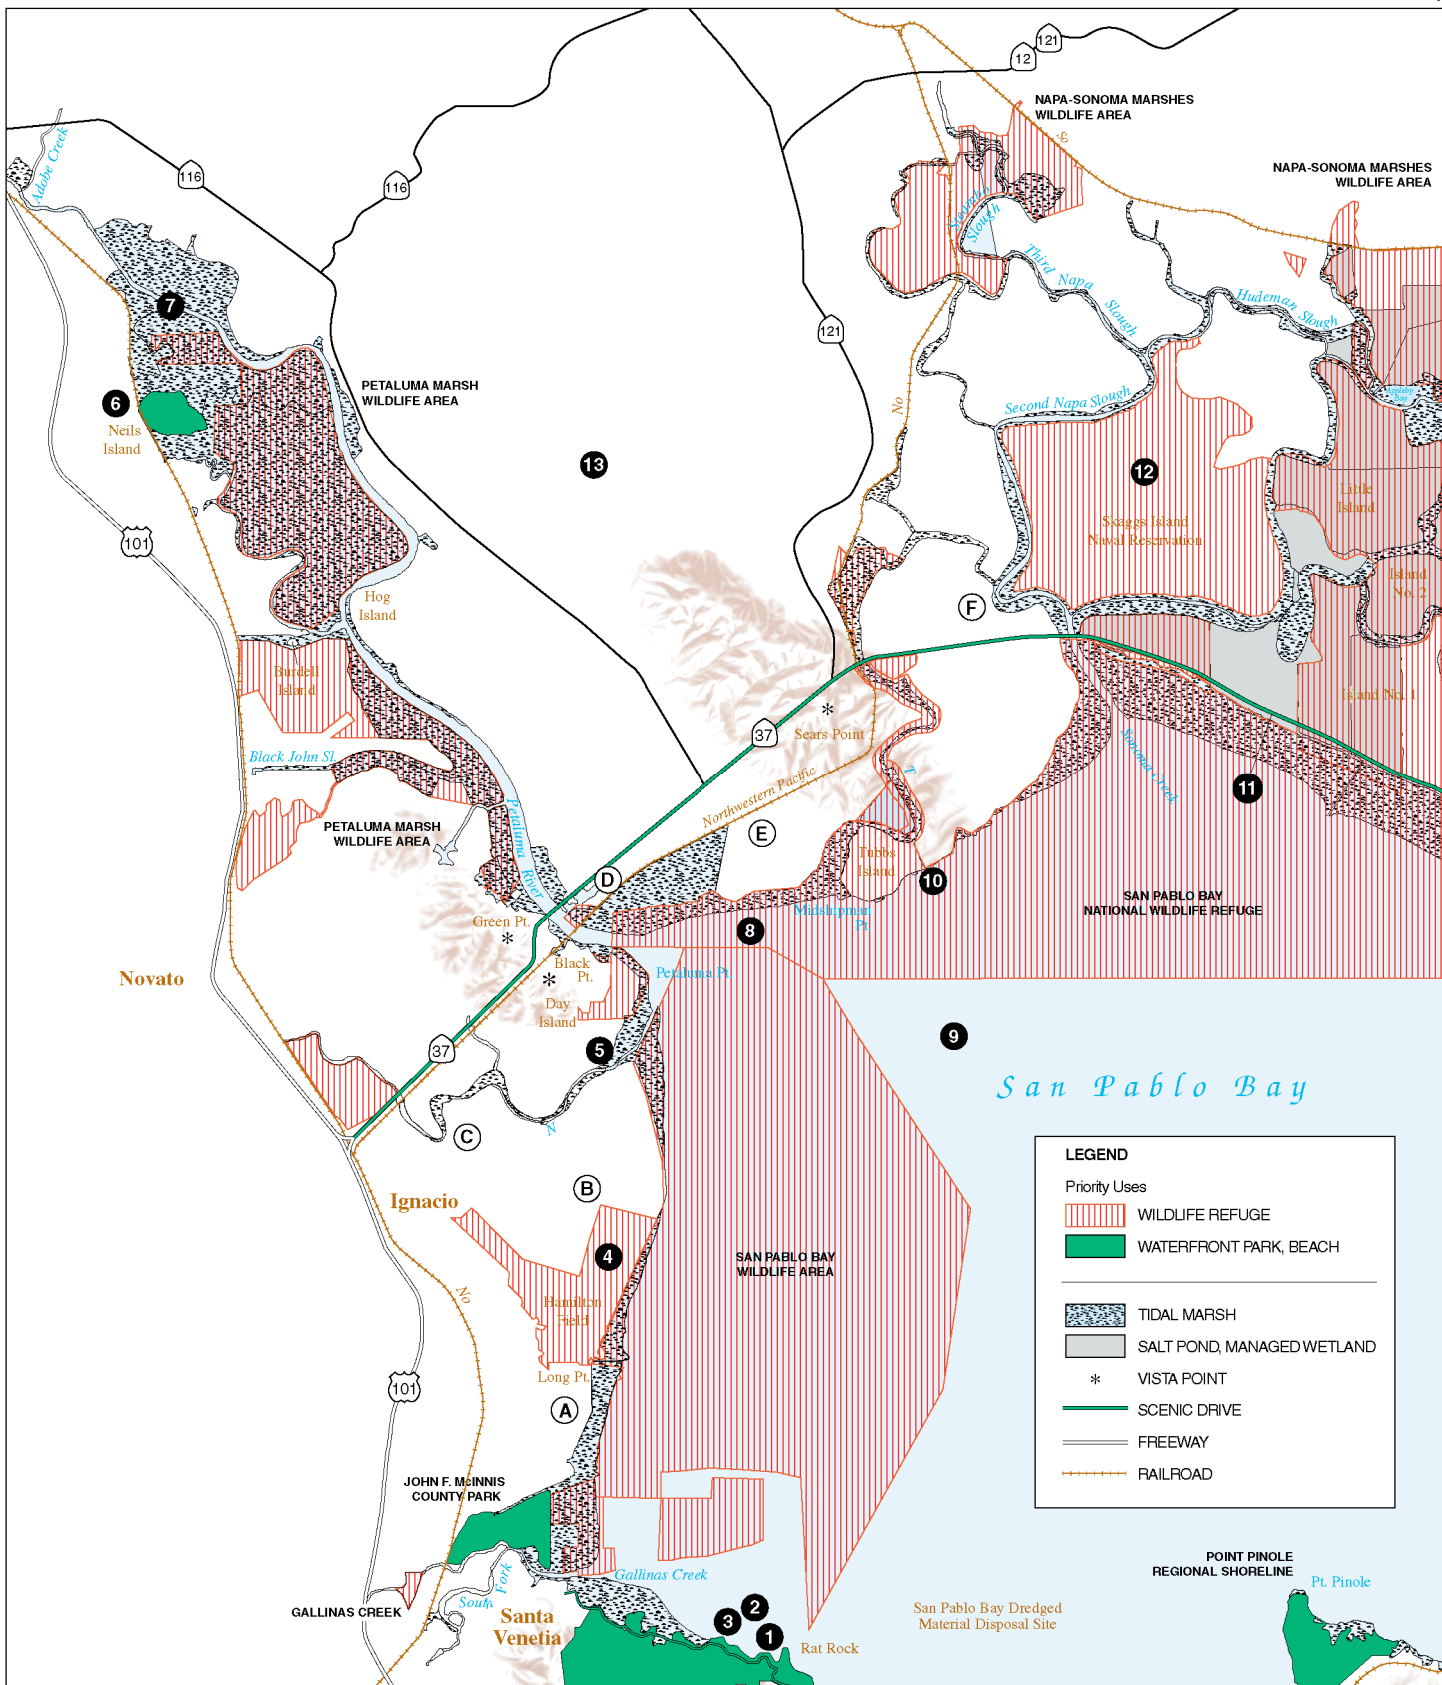 121
12
NAPA-SONOMA MARSHES
WILDLIFE AREA
So
Adobe Creek
116
116
NAPA-SONOMA MARSHES
WILDLIFE AREA
Slough
Third Napa Slough
Hudeman Slough
7
121
PETALUMA MARSH
WILDLIFE AREA
6
Neils
Island
No
Second Napa Slough
13
12
Little
Island
Skaggs Island
Naval Reservation
101
Island
No. 2
Hog
Island
F
Burdell
Island
Island No. 1
37
Sears Point
Black John Sl.
Sonoma Creek
T
11
Northwestern Pacific
Petaluma River
PETALUMA MARSH
WILDLIFE AREA
E
Tubbs
Island
D
10
SAN PABLO BAY
NATIONAL WILDLIFE REFUGE
Green Pt.
Midshipman
Pt
8
Black
Pt.
Petaluma Pt
Novato
Day
Island
9
37
5
San Pablo Bay
N
C
B
Ignacio
4
SAN PABLO BAY
WILDLIFE AREA
Hamilton
Field
No
Long Pt.
101
A
LEGEND
Priority Uses
WILDLIFE REFUGE
WATERFRONT PARK, BEACH
TIDAL MARSH
SALT POND, MANAGED WETLAND
VISTA POINT
SCENIC DRIVE
FREEWAY
RAILROAD
JOHN F. McINNIS
COUNTY PARK
Gallinas Creek
South Fork
GALLINAS CREEK
Santa
Venetia
2
3
1
Rat Rock
San Pablo Bay Dredged
Material Disposal Site
POINT PINOLE
REGIONAL SHORELINE
Pt. Pinole